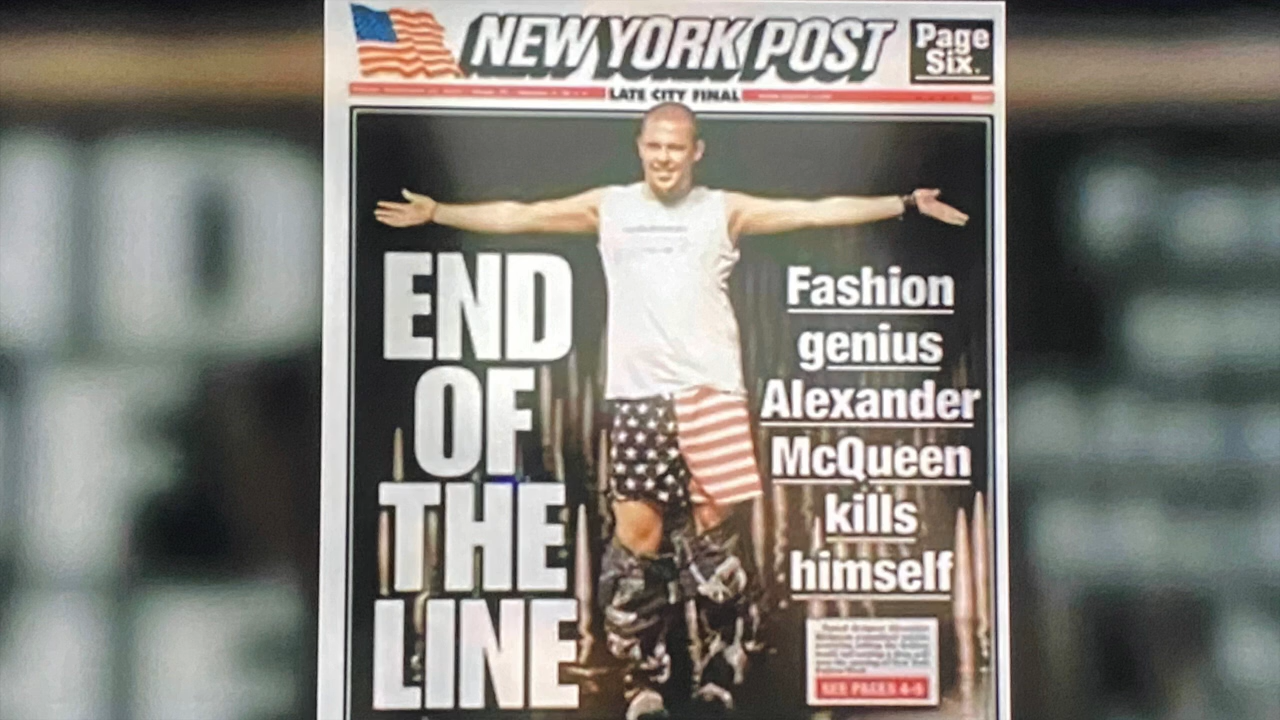 NEW YORK POST
Page
Six.
LATE CITY FINAL
END
OF
THE
LINE
Fashion
genius
Alexander
McQueen
kills
himself
SEE PAGES 4-5